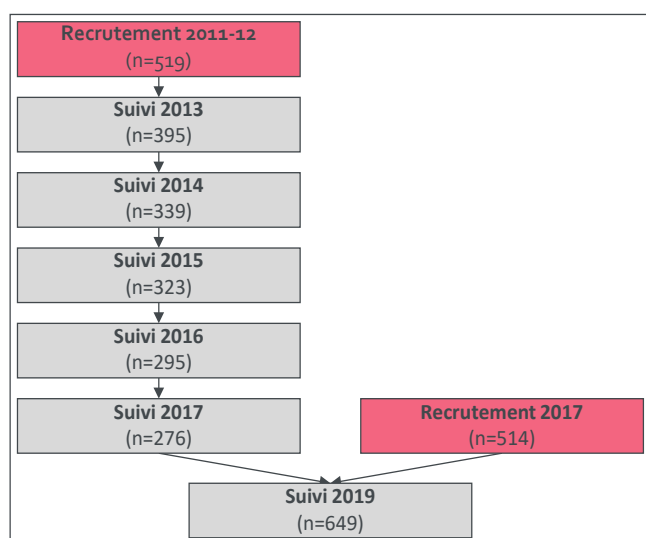 Recrutement 2011-12
(n=519)
Suivi 2013
(n=395)
Suivi 2014
(n=339)
Suivi 2015
(n=323)
Suivi 2016
(n=295)
Suivi 2017
(n=276)
Recrutement 2017
(n=514)
Suivi 2019
(n=649)